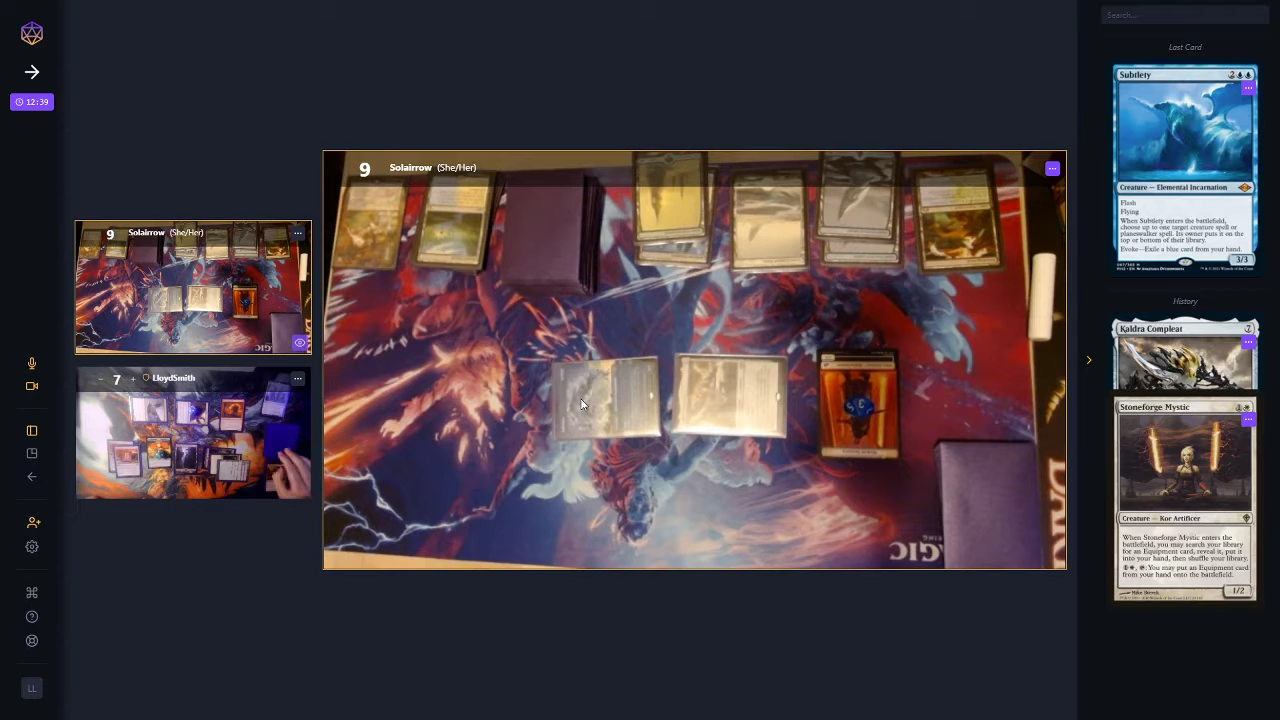 12:39
9 Solairrow (She/Her)
− 7 + LloydSmith
LL
9 Solairrow (She/Her)
Search...
Last Card
Subtlety 2
Creature — Elemental Incarnation
Flash
Flying
When Subtlety enters the battlefield,
choose up to one target creature spell or
planeswalker spell. Its owner puts it on the
top or bottom of their library.
Evoke—Exile a blue card from your hand.
3/3
History
Kaldra Compleat 7
Stoneforge Mystic 1
Creature — Kor Artificer
When Stoneforge Mystic enters the
battlefield, you may search your library
for an Equipment card, reveal it, put it
into your hand, then shuffle your library.
: You may put an Equipment card
from your hand onto the battlefield.
1/2